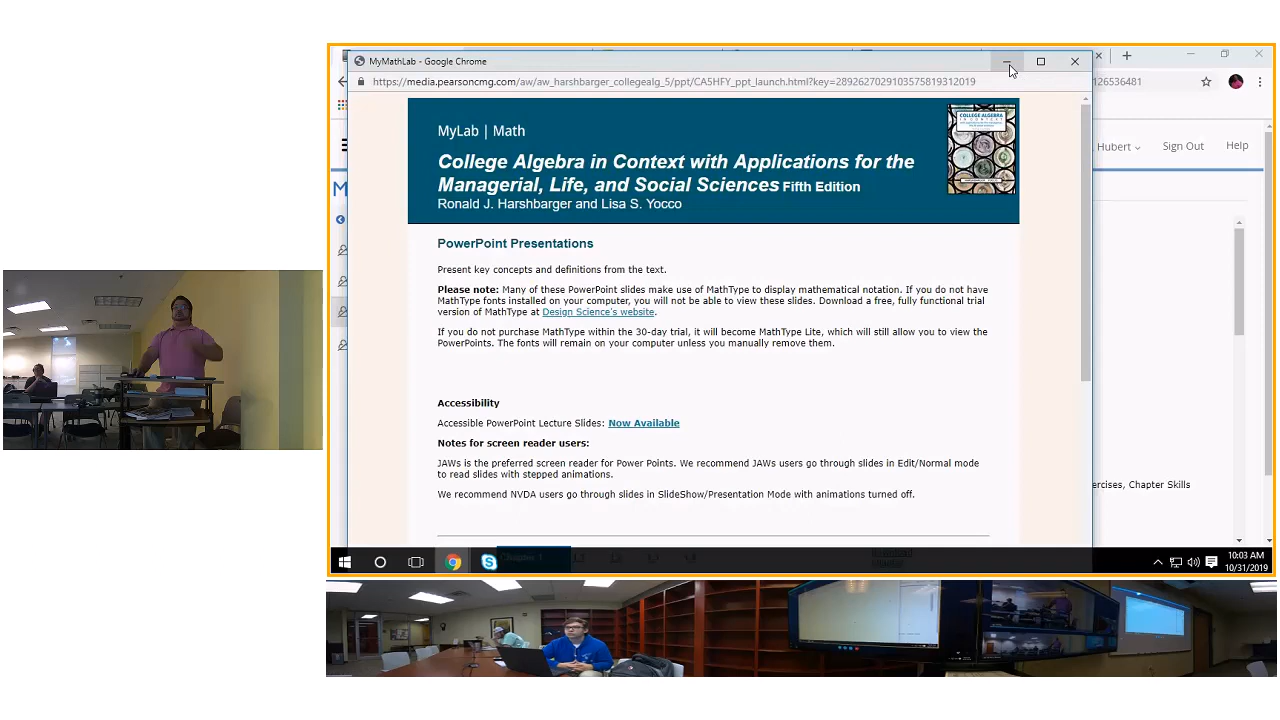 MyMathLab - Google Chrome
https://media.pearsoncmg.com/aw/aw_harshbarger_collegealg_5/ppt/CA5HFY_ppt_launch.html?key=2892627029103575819312019
126536481
MyLab | Math
College Algebra in Context with Applications for the
Managerial, Life, and Social Sciences Fifth Edition
Ronald J. Harshbarger and Lisa S. Yocco
COLLEGE ALGEBRA
IN CONTEXT
Hubert
Sign Out
Help
M
PowerPoint Presentations
Present key concepts and definitions from the text.
Please note: Many of these PowerPoint slides make use of MathType to display mathematical notation. If you do not have
MathType fonts installed on your computer, you will not be able to view these slides. Download a free, fully functional trial
version of MathType at Design Science's website.
If you do not purchase MathType within the 30-day trial, it will become MathType Lite, which will still allow you to view the
PowerPoints. The fonts will remain on your computer unless you manually remove them.
Accessibility
Accessible PowerPoint Lecture Slides: Now Available
Notes for screen reader users:
JAWs is the preferred screen reader for Power Points. We recommend JAWs users go through slides in Edit/Normal mode
to read slides with stepped animations.
We recommend NVDA users go through slides in SlideShow/Presentation Mode with animations turned off.
ercises, Chapter Skills
Chapter 1
10:03 AM
10/31/2019